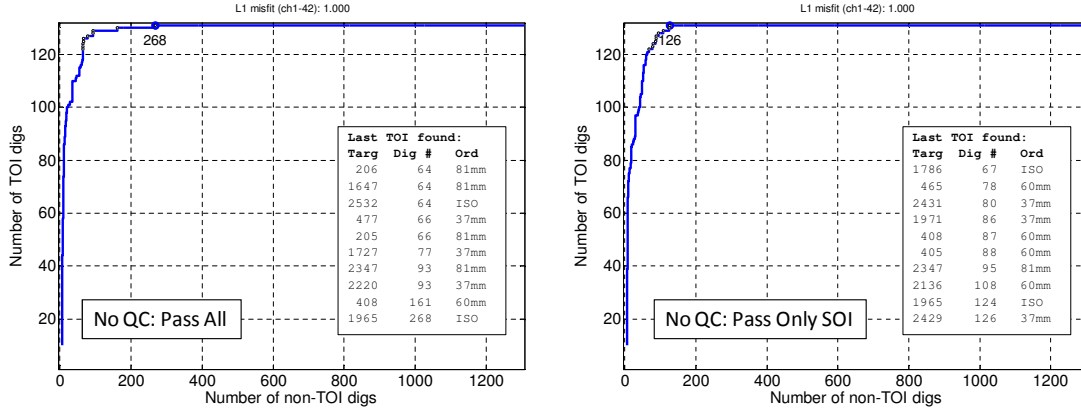 L1 misfit (ch1-42): 1.000
Number of TOI digs
120
100
80
60
40
20
268
Last TOI found:
Targ Dig # Ord
206 64 81mm
1647 64 81mm
2532 64 ISO
477 66 37mm
205 66 81mm
1727 77 37mm
2347 93 81mm
2220 93 37mm
408 161 60mm
1965 268 ISO
No QC: Pass All
0 200 400 600 800 1000 1200
Number of non-TOI digs
L1 misfit (ch1-42): 1.000
Number of TOI digs
120
100
80
60
40
20
126
Last TOI found:
Targ Dig # Ord
1786 67 ISO
465 78 60mm
2431 80 37mm
1971 86 37mm
408 87 60mm
405 88 60mm
2347 95 81mm
2136 108 60mm
1965 124 ISO
2429 126 37mm
No QC: Pass Only SOI
0 200 400 600 800 1000 1200
Number of non-TOI digs